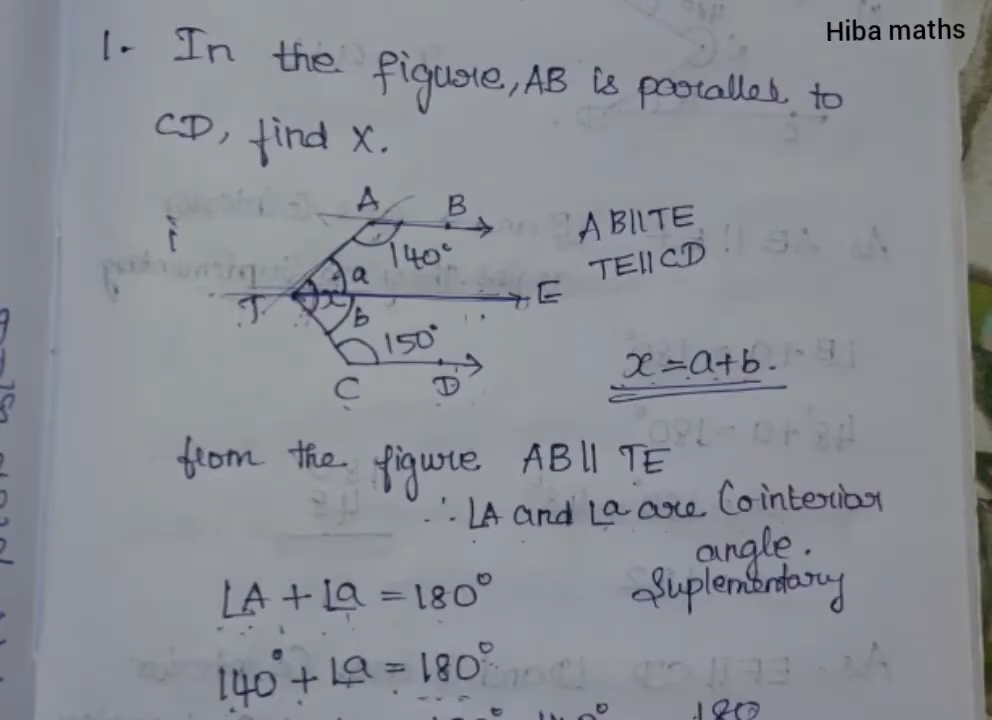 Hiba maths
1. In the figure, AB is parallel to
CD, find x.
i
A B
140°
a
T x E
b
150°
C D
AB||TE
TE||CD
x=a+b.
from the figure AB|| TE
∴ ∠A and ∠a are Cointerior
angle.
Suplementary
∠A + ∠a = 180°
140° + ∠a = 180°
180